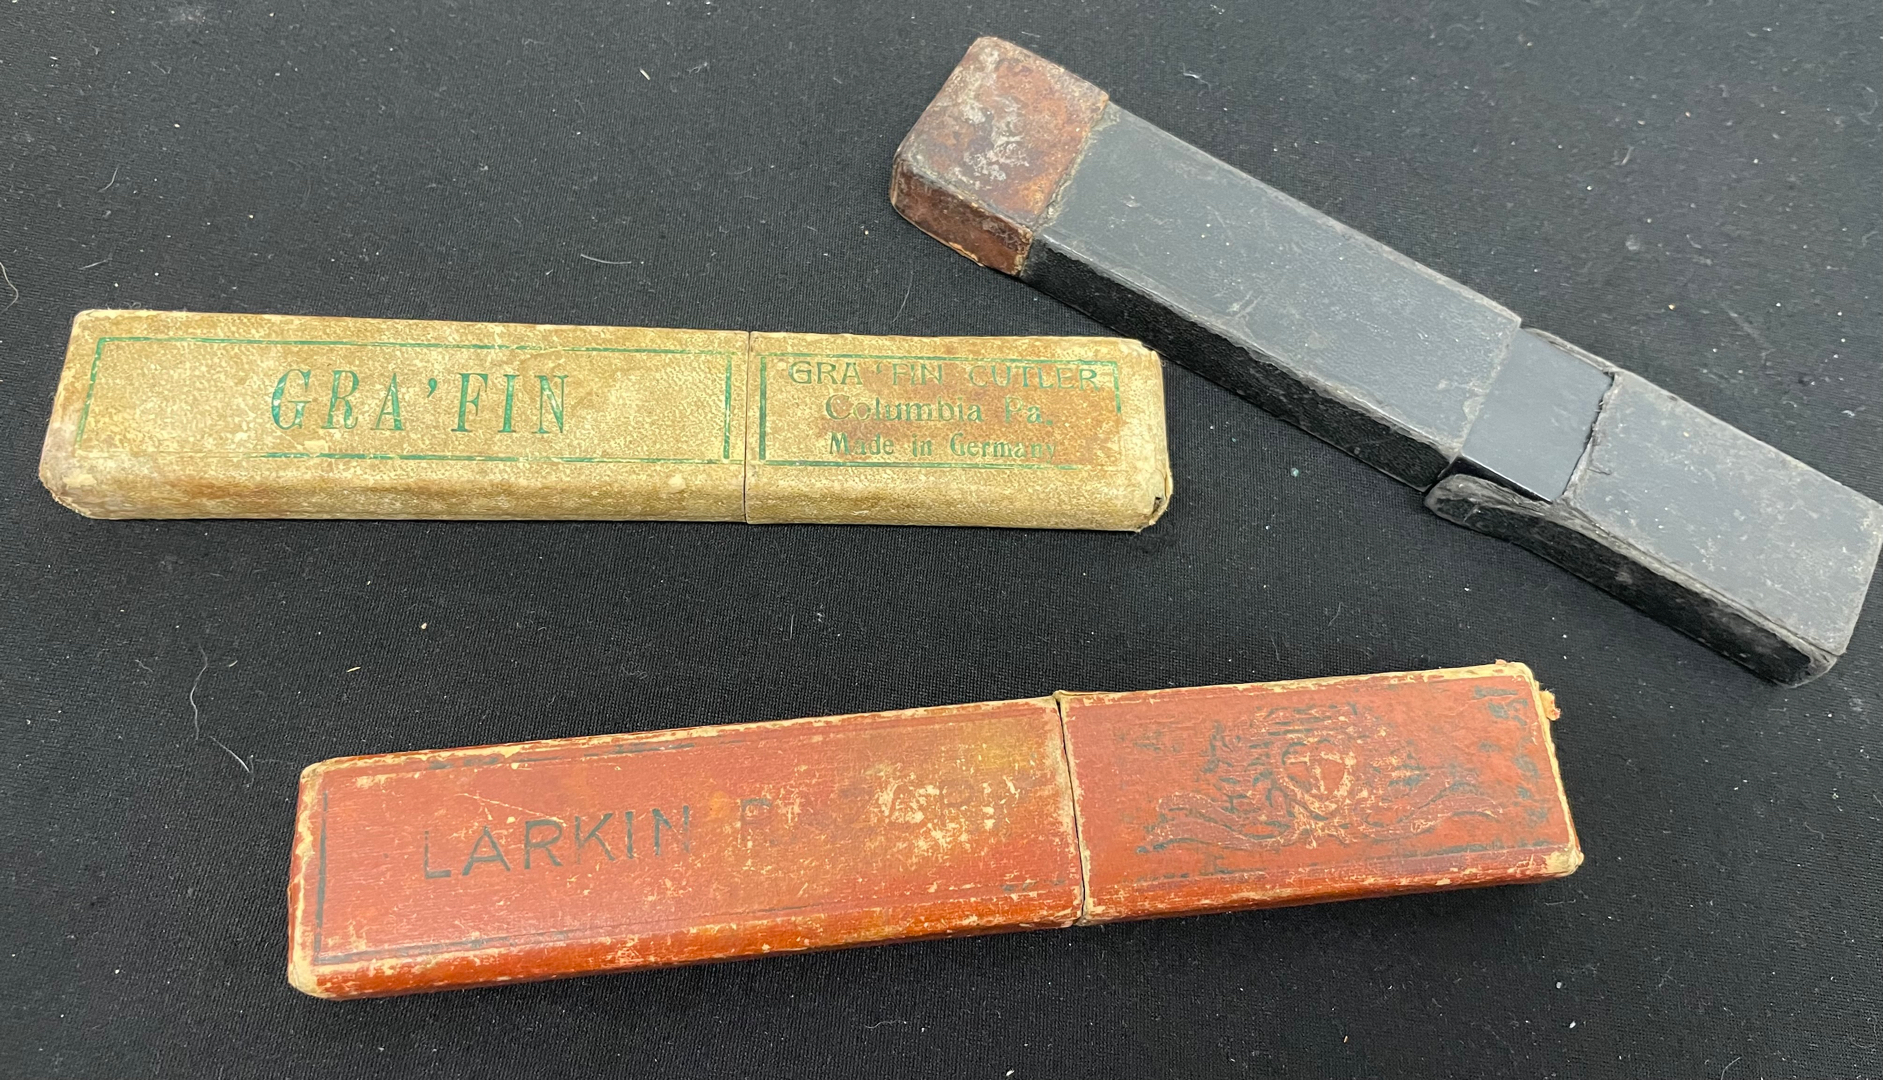 GRA'FIN
GRA'FIN CUTLER
Columbia Pa.
Made in Germany
LARKIN